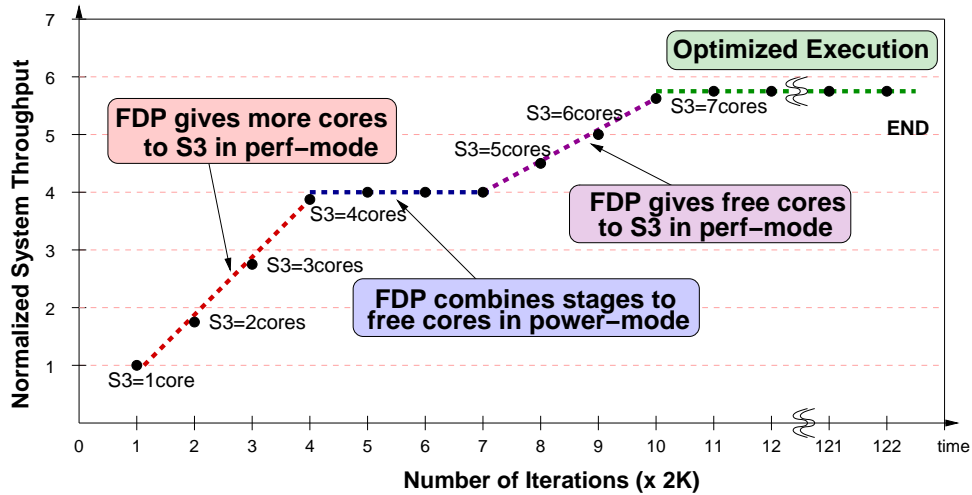 7
Optimized Execution
6
FDP gives more cores
to S3 in perf−mode
S3=6cores
S3=7cores
5
S3=5cores
END
4
S3=4cores
FDP gives free cores
to S3 in perf−mode
3
S3=3cores
FDP combines stages to
free cores in power−mode
2
S3=2cores
1
S3=1core
0
Normalized System Throughput
0 1 2 3 4 5 6 7 8 9 10 11 12 121 122 time
Number of Iterations (x 2K)